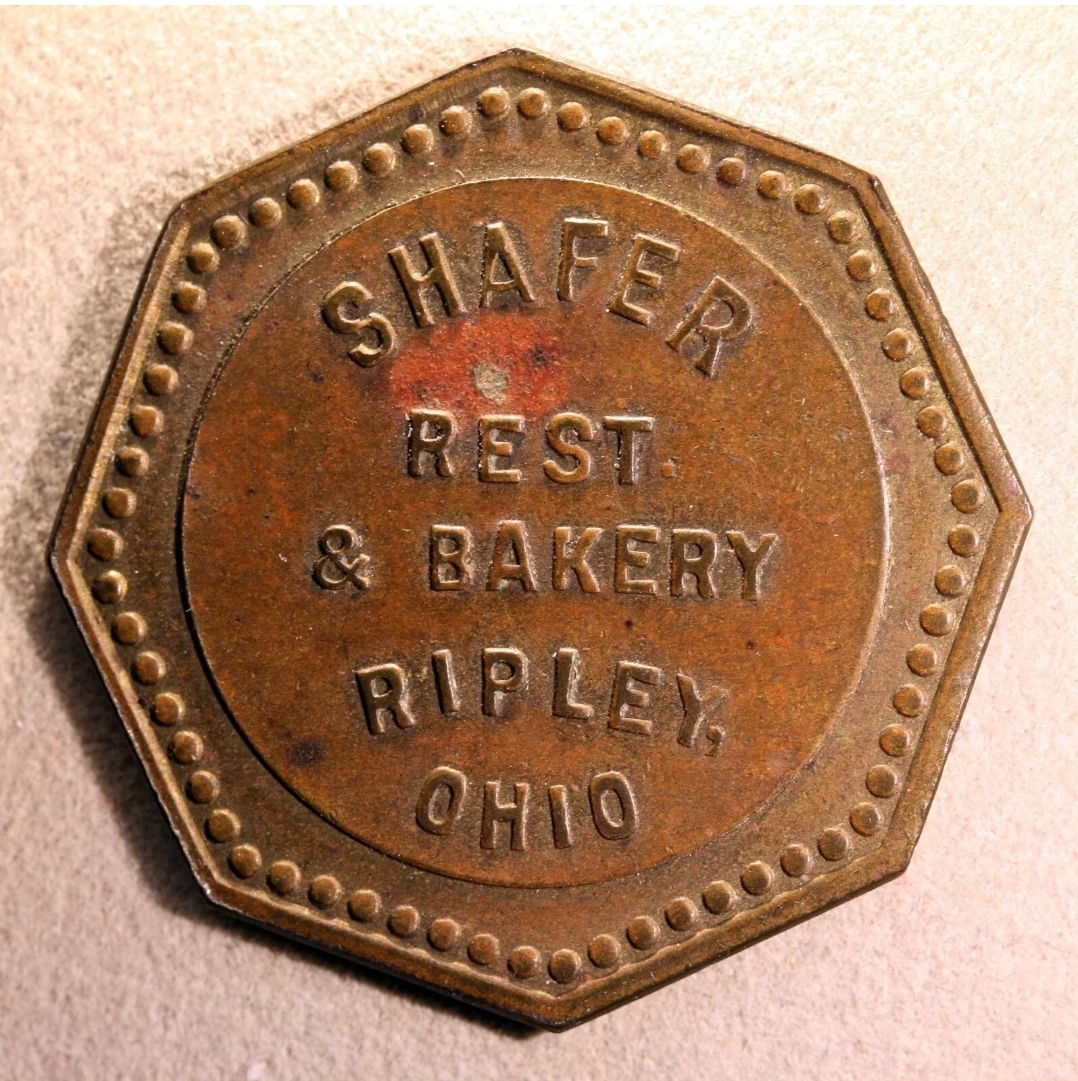 SHAFER
REST.
& BAKERY
RIPLEY,
OHIO